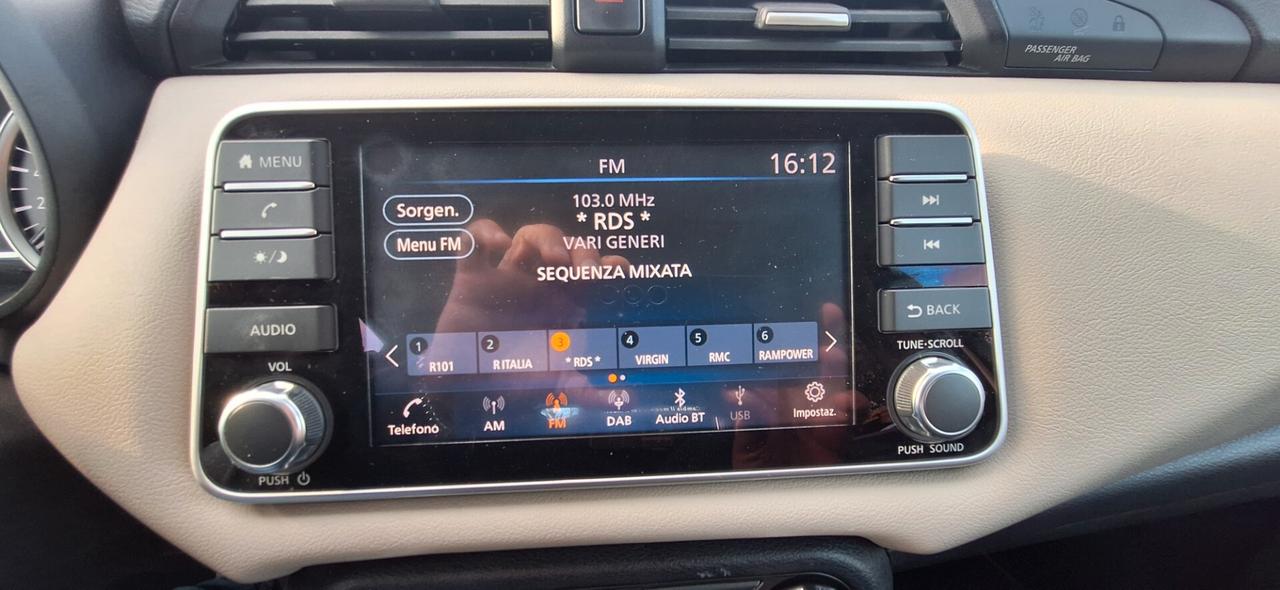 PASSENGER
AIR BAG
MENU
FM
16:12
103.0 MHz
Sorgen.
* RDS *
Menu FM
VARI GENERI
SEQUENZA MIXATA
BACK
AUDIO
1 R101
2 R ITALIA
3 * RDS *
4 VIRGIN
5 RMC
6 RAMPOWER
VOL
TUNE·SCROLL
Telefono
AM
FM
DAB
Audio BT
USB
Impostaz.
PUSH
PUSH SOUND
2